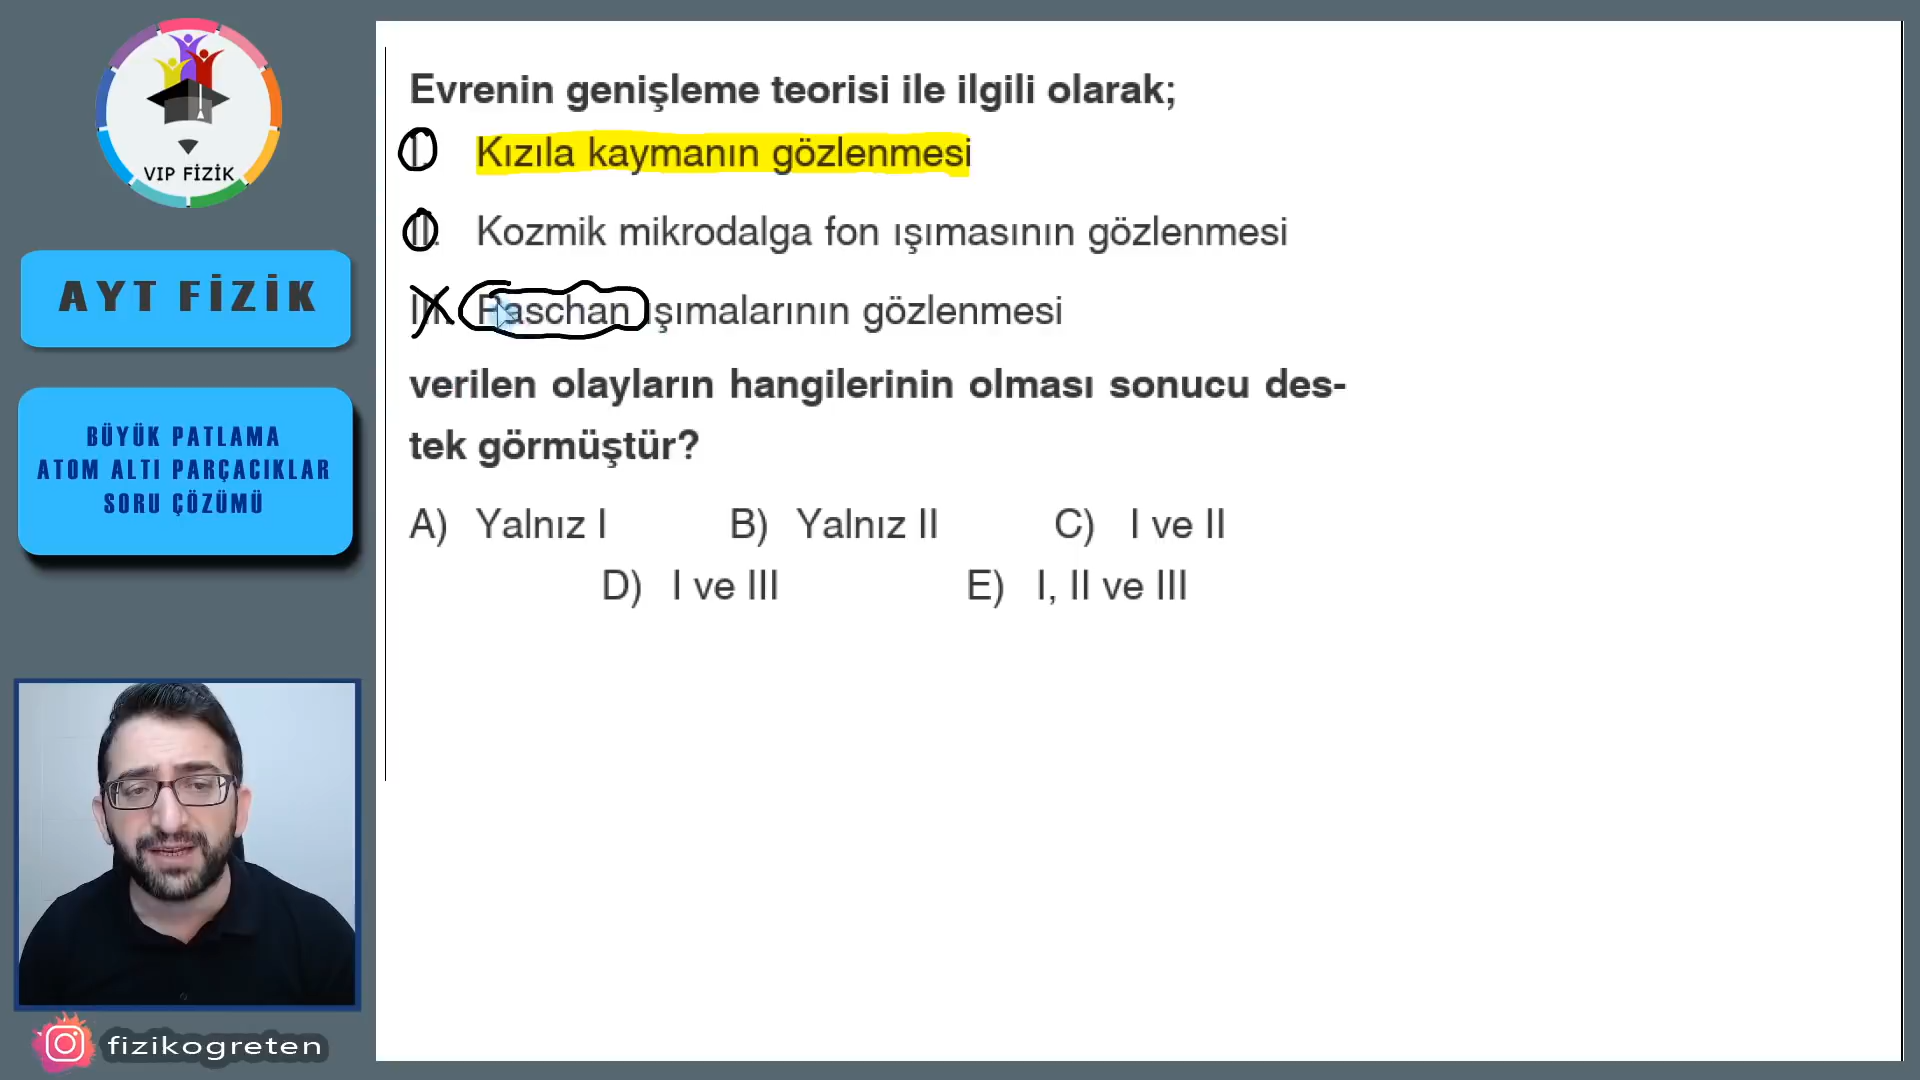 VIP FİZİK
AYT FİZİK
BÜYÜK PATLAMA
ATOM ALTI PARÇACIKLAR
SORU ÇÖZÜMÜ
fizikogreten
Evrenin genişleme teorisi ile ilgili olarak;
I. Kızıla kaymanın gözlenmesi
II. Kozmik mikrodalga fon ışımasının gözlenmesi
III. Paschan ışımalarının gözlenmesi
verilen olayların hangilerinin olması sonucu des-
tek görmüştür?
A) Yalnız I B) Yalnız II C) I ve II
D) I ve III E) I, II ve III